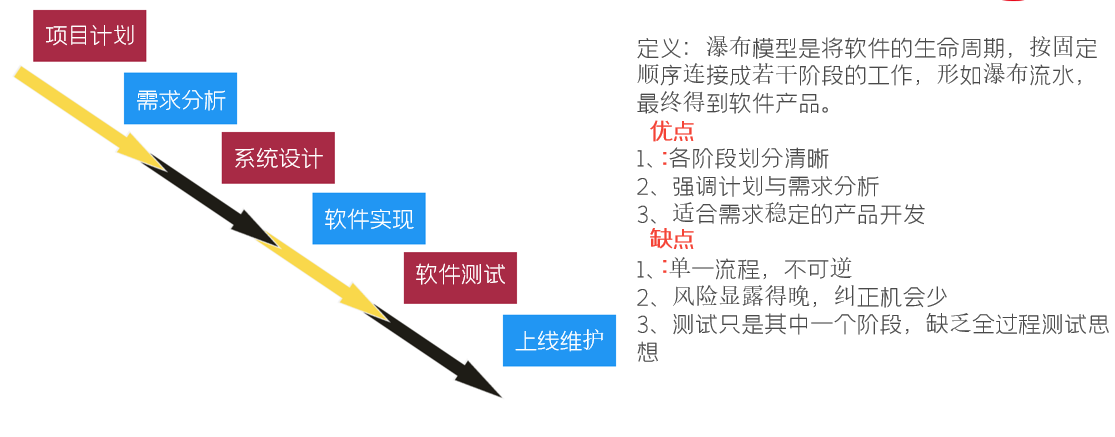 项目计划
需求分析
系统设计
软件实现
软件测试
上线维护
定义：瀑布模型是将软件的生命周期，按固定
顺序连接成若干阶段的工作，形如瀑布流水，
最终得到软件产品。
优点
1、:各阶段划分清晰
2、强调计划与需求分析
3、适合需求稳定的产品开发
缺点
1、:单一流程，不可逆
2、风险显露得晚，纠正机会少
3、测试只是其中一个阶段，缺乏全过程测试思
想